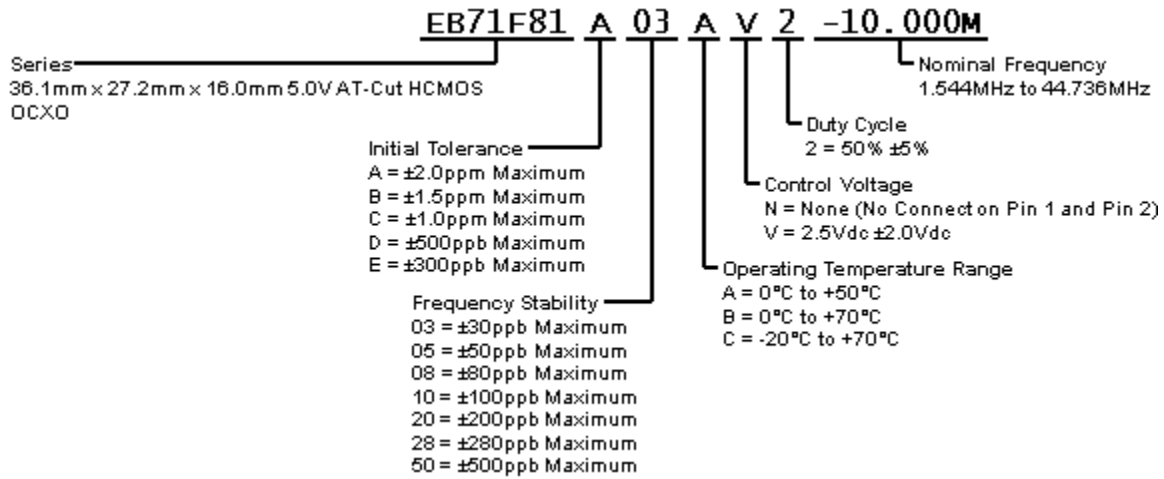 EB71F81 A 03 A V 2 -10.000M
Series
36.1mm x 27.2mm x 16.0mm 5.0V AT-Cut HCMOS
OCXO
Nominal Frequency
1.544MHz to 44.736MHz
Duty Cycle
2 = 50% ±5%
Initial Tolerance
A = ±2.0ppm Maximum
B = ±1.5ppm Maximum
C = ±1.0ppm Maximum
D = ±500ppb Maximum
E = ±300ppb Maximum
Control Voltage
N = None (No Connect on Pin 1 and Pin 2)
V = 2.5Vdc ±2.0Vdc
Operating Temperature Range
A = 0°C to +50°C
B = 0°C to +70°C
C = -20°C to +70°C
Frequency Stability
03 = ±30ppb Maximum
05 = ±50ppb Maximum
08 = ±80ppb Maximum
10 = ±100ppb Maximum
20 = ±200ppb Maximum
28 = ±280ppb Maximum
50 = ±500ppb Maximum